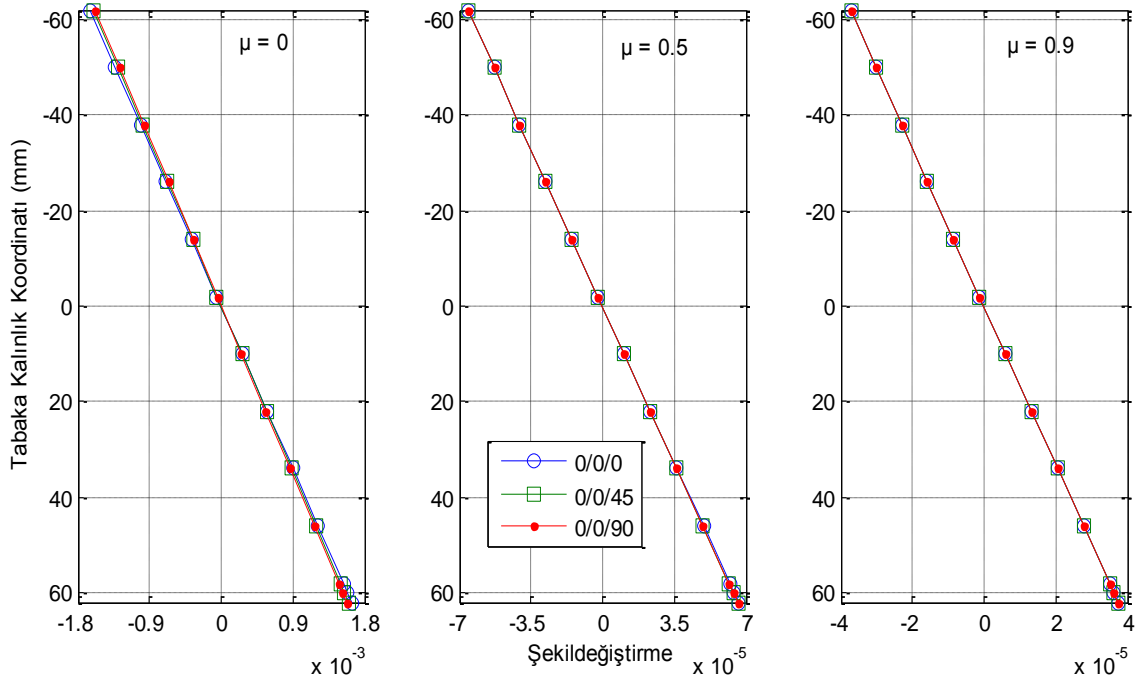 μ = 0
μ = 0.5
μ = 0.9
Tabaka Kalınlık Koordinatı (mm)
-60
-40
-20
0
20
40
60
-60
-40
-20
0
20
40
60
-60
-40
-20
0
20
40
60
0/0/0
0/0/45
0/0/90
-1.8 -0.9 0 0.9 1.8
-7 -3.5 0 3.5 7
-4 -2 0 2 4
x 10⁻³
Şekildeğiştirme
x 10⁻⁵
x 10⁻⁵